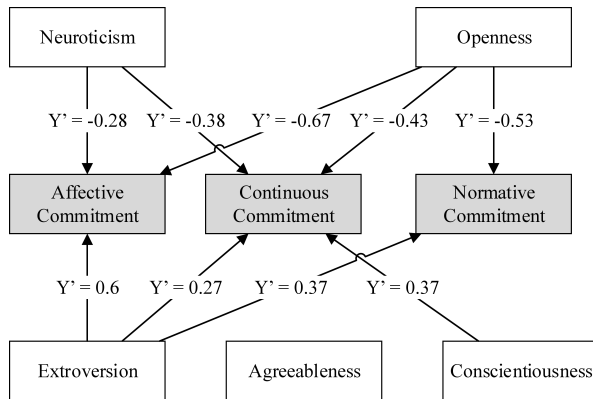 Neuroticism
Openness
Y’ = -0.28
Y’ = -0.38
Y’ = -0.67
Y’ = -0.43
Y’ = -0.53
Affective
Commitment
Continuous
Commitment
Normative
Commitment
Y’ = 0.6
Y’ = 0.27
Y’ = 0.37
Y’ = 0.37
Extroversion
Agreeableness
Conscientiousness